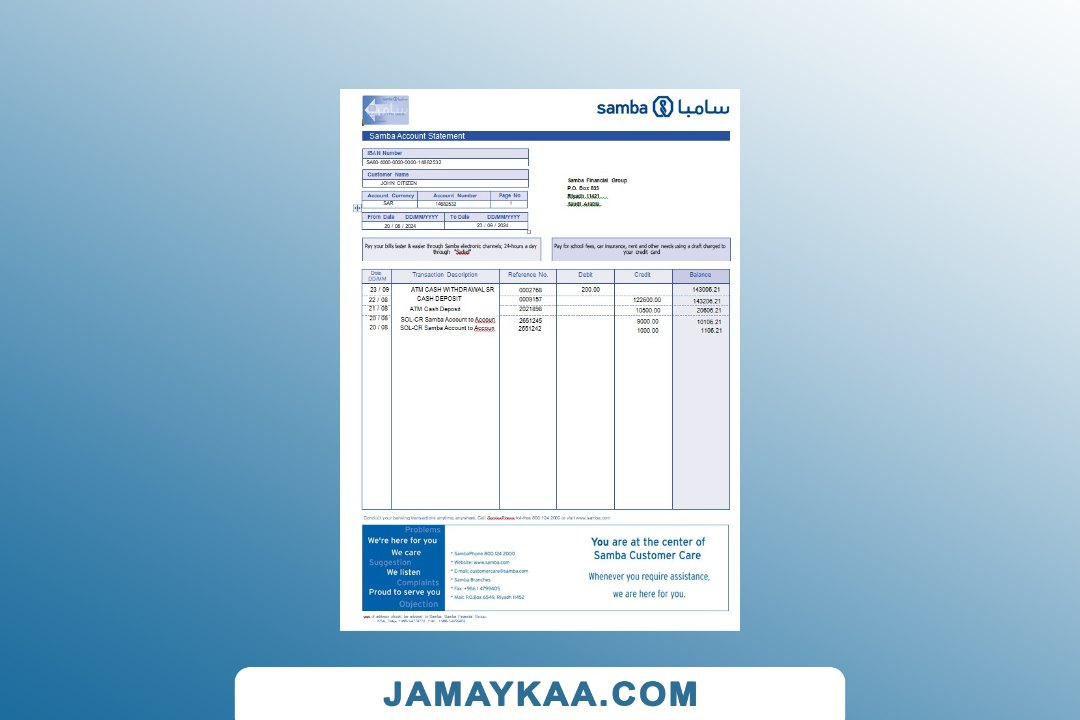 samba سامبا
Samba Account Statement
IBAN Number
SA80-4000-0000-0000-14682532
Customer Name
JOHN CITIZEN
Account Currency Account Number Page No
SAR 14682532 1
From Date DD/MM/YYYY To Date DD/MM/YYYY
20 / 08 / 2024 23 / 09 / 2024
Samba Financial Group
P.O. Box 833
Riyadh 11421
Saudi Arabia.
Pay your bills faster & easier through Samba electronic channels; 24-hours a day
through "Sadad"
Pay for school fees, car insurance, rent and other needs using a draft charged to
your credit card
Date DD/MM Transaction Description Reference No. Debit Credit Balance
23 / 09 ATM CASH WITHDRAWAL SR 0002768 200.00 143006.21
22 / 08 CASH DEPOSIT 0009157 122600.00 143206.21
21 / 08 ATM Cash Deposit 2021898 10500.00 20606.21
20 / 08 SOL-CR Samba Account to Accoun 2651245 9000.00 10106.21
20 / 08 SOL-CR Samba Account to Accoun 2651242 1000.00 1106.21
Conduct your banking transactions anytime, anywhere. Call SambaPhone toll-free 800 124 2000 or visit www.samba.com
Problems
We're here for you
We care
Suggestion
We listen
Complaints
Proud to serve you
Objection
* SambaPhone 800 124 2000
* Website: www.samba.com
* E-mail: customercare@samba.com
* Samba Branches
* Fax: +9661 4799405
* Mail: P.O.Box 6549, Riyadh 11452
You are at the center of
Samba Customer Care
Whenever you require assistance,
we are here for you.
JAMAYKAA.COM